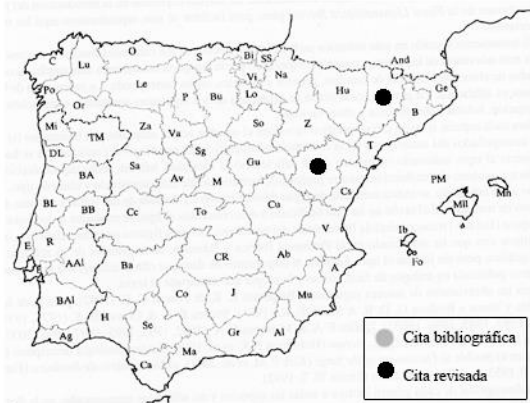 And
C
Lu
O
S
Bi
SS
Vi
Na
Po
Or
Le
P
Bu
Lo
Hu
Ge
B
Mi
TM
Za
Va
So
Z
T
DL
BA
Sa
Sg
Gu
Av
M
Cs
PM
Mn
Mll
BL
BB
Cc
To
Cu
V
Ib
Fo
E
R
AAl
Ba
CR
Ab
A
BAl
Co
J
Mu
H
Se
Gr
Al
Ag
Ca
Ma
Cita bibliográfica
Cita revisada